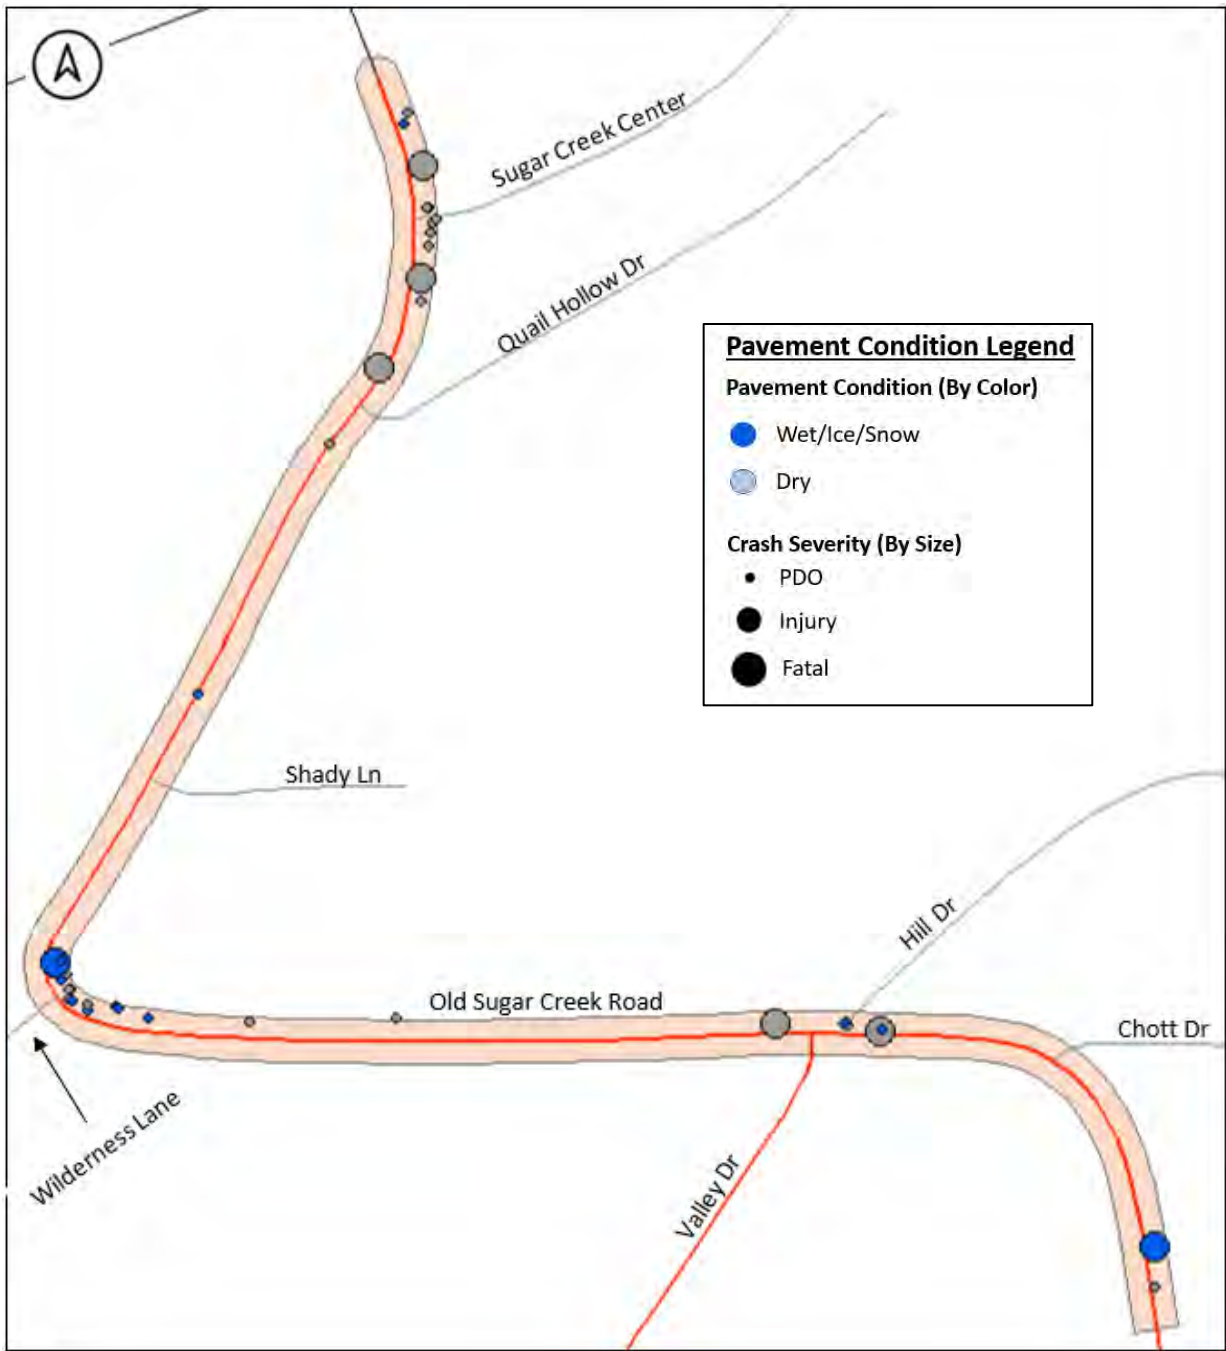 Sugar Creek Center
Quail Hollow Dr
Pavement Condition Legend
Pavement Condition (By Color)
Wet/Ice/Snow
Dry
Crash Severity (By Size)
PDO
Injury
Fatal
Shady Ln
Hill Dr
Old Sugar Creek Road
Chott Dr
Wilderness Lane
Valley Dr